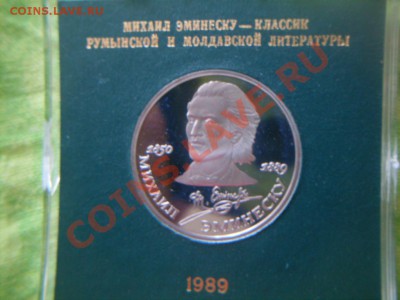 COINS.LAVE.RU
МИХАИЛ ЭМИНЕСКУ—КЛАССИК
РУМЫНСКОЙ И МОЛДАВСКОЙ ЛИТЕРАТУРЫ
1850
1889
МИХАИЛ ЭМИНЕСКУ
COINS.LAVE.RU
1989